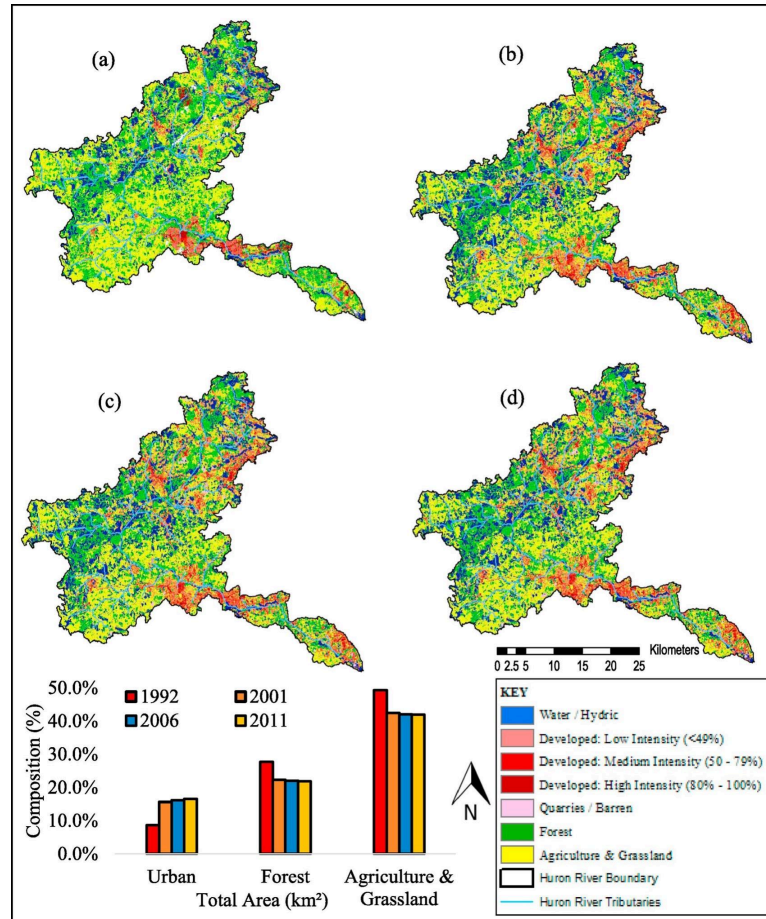 (a)
(b)
(c)
(d)
Kilometers
0 2.5 5 10 15 20 25
50.0%
40.0%
30.0%
20.0%
10.0%
0.0%
Composition (%)
1992
2001
2006
2011
Urban
Forest
Agriculture &
Grassland
Total Area (km²)
N
KEY
Water / Hydric
Developed: Low Intensity (<49%)
Developed: Medium Intensity (50 - 79%)
Developed: High Intensity (80% - 100%)
Quarries / Barren
Forest
Agriculture & Grassland
Huron River Boundary
Huron River Tributaries